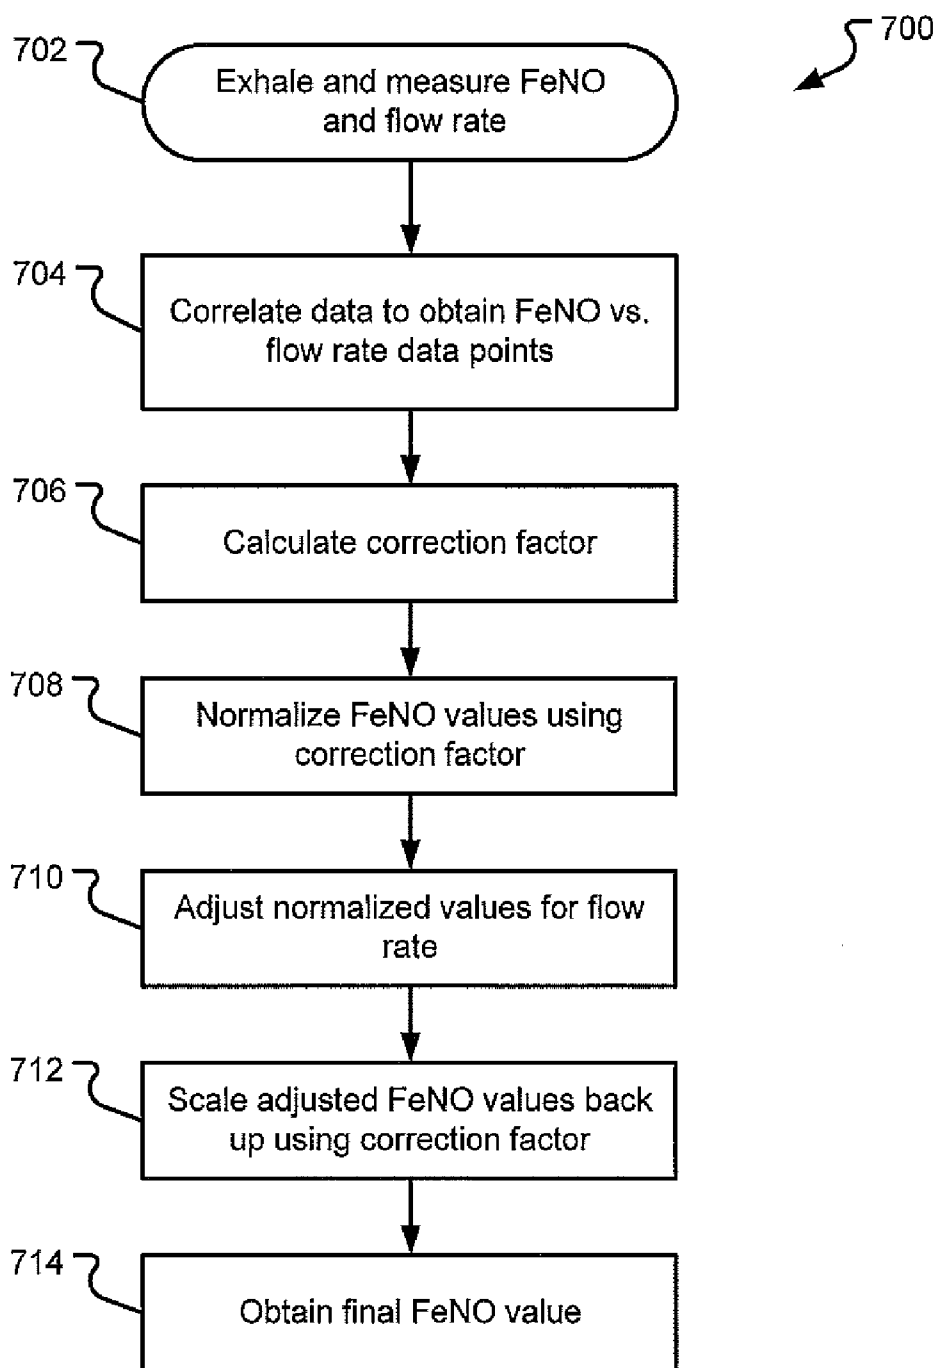 700
702
Exhale and measure FeNO
and flow rate
704
Correlate data to obtain FeNO vs.
flow rate data points
706
Calculate correction factor
708
Normalize FeNO values using
correction factor
710
Adjust normalized values for flow
rate
712
Scale adjusted FeNO values back
up using correction factor
714
Obtain final FeNO value